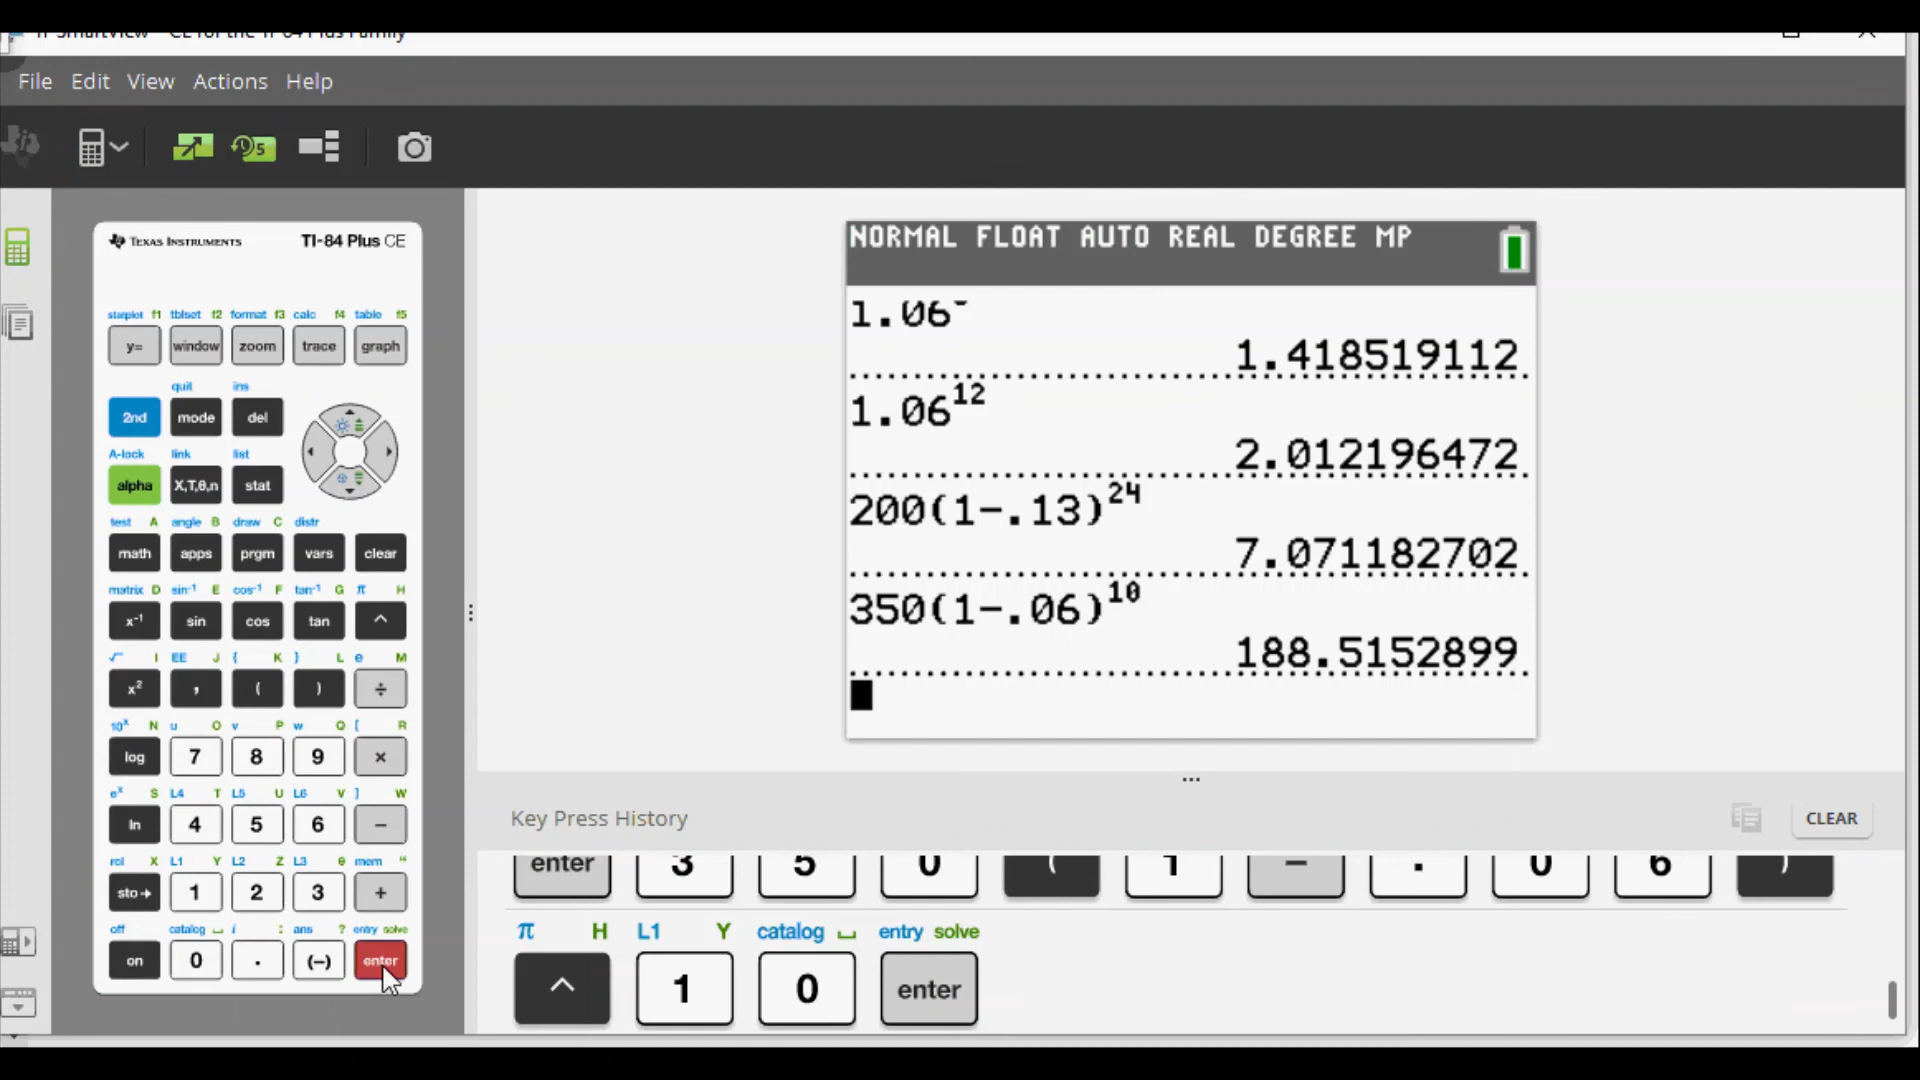 File Edit View Actions Help
5
TEXAS INSTRUMENTS TI-84 Plus CE
statplot f1 tblset f2 format f3 calc f4 table f5
y= window zoom trace graph
quit ins
2nd mode del
A-lock link list
alpha X,T,θ,n stat
test A angle B draw C distr
math apps prgm vars clear
matrix D sin⁻¹ E cos⁻¹ F tan⁻¹ G π H
x⁻¹ sin cos tan ^
√ I EE J { K } L e M
x² , ( ) ÷
10ˣ N u O v P w Q [ R
log 7 8 9 ×
eˣ S L4 T L5 U L6 V ] W
ln 4 5 6 −
rcl X L1 Y L2 Z L3 θ mem "
sto→ 1 2 3 +
off catalog ⎵ i : ans ? entry solve
on 0 . (−) enter
NORMAL FLOAT AUTO REAL DEGREE MP
1.06
1.418519112
1.06¹²
2.012196472
200(1-.13)²⁴
7.071182702
350(1-.06)¹⁰
188.5152899
Key Press History CLEAR
enter 3 5 0 ( 1 − . 0 6 )
π H L1 Y catalog ⎵ entry solve
^ 1 0 enter